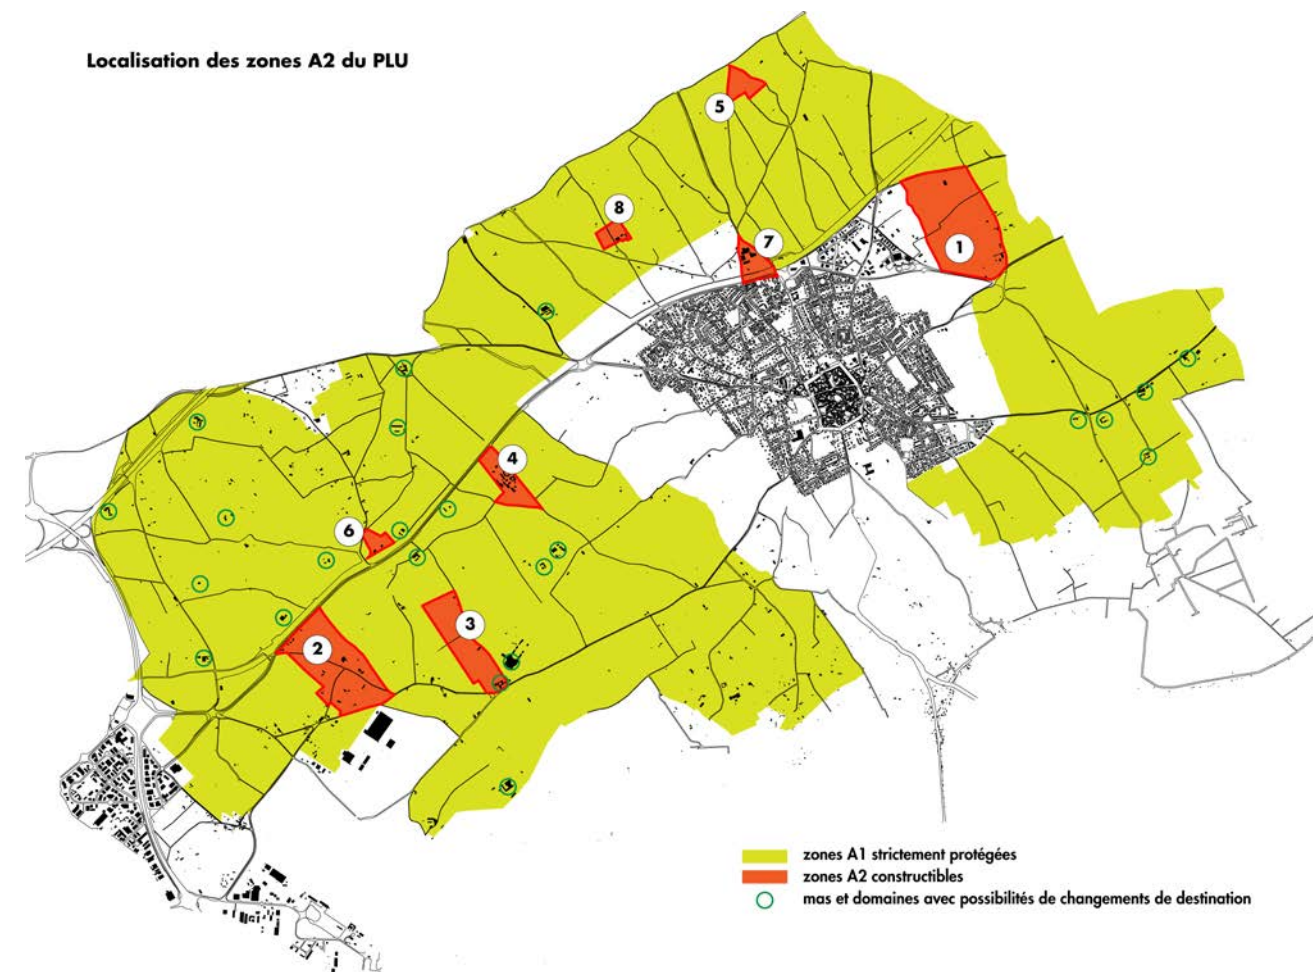 Localisation des zones A2 du PLU
5
8
7
1
4
6
3
2
zones A1 strictement protégées
zones A2 constructibles
mas et domaines avec possibilités de changements de destination